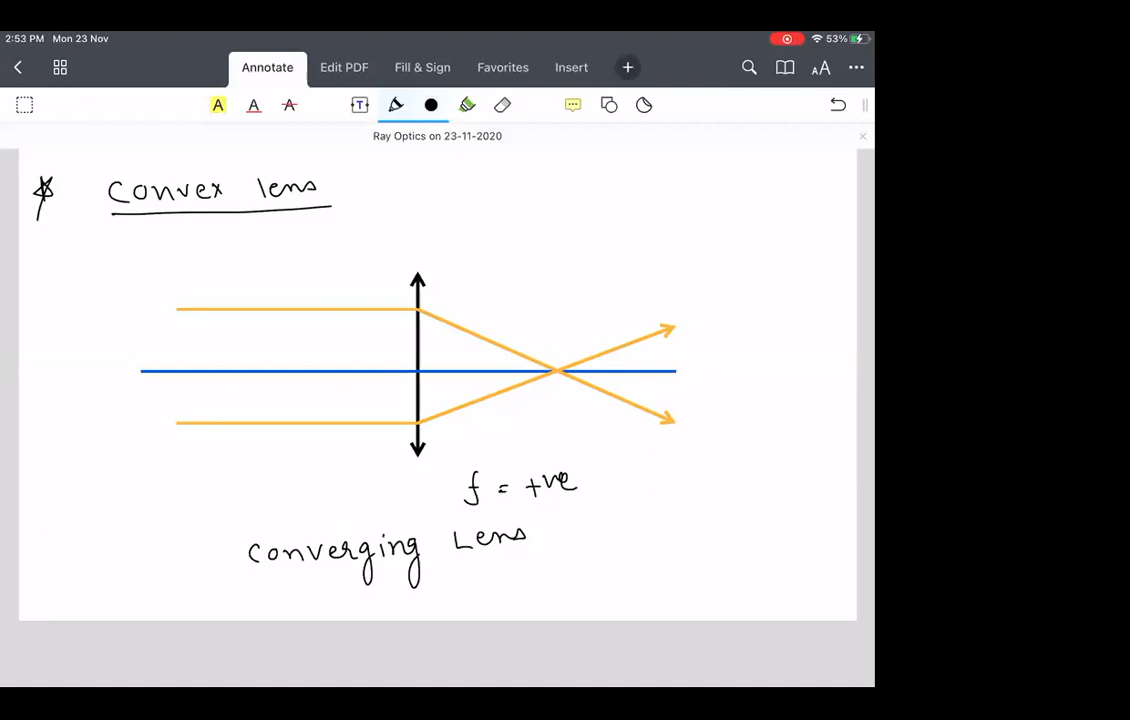 2:53 PM Mon 23 Nov
53%
Annotate Edit PDF Fill & Sign Favorites Insert
AA
A A A T
Ray Optics on 23-11-2020
Convex lens
f = +ve
Converging Lens